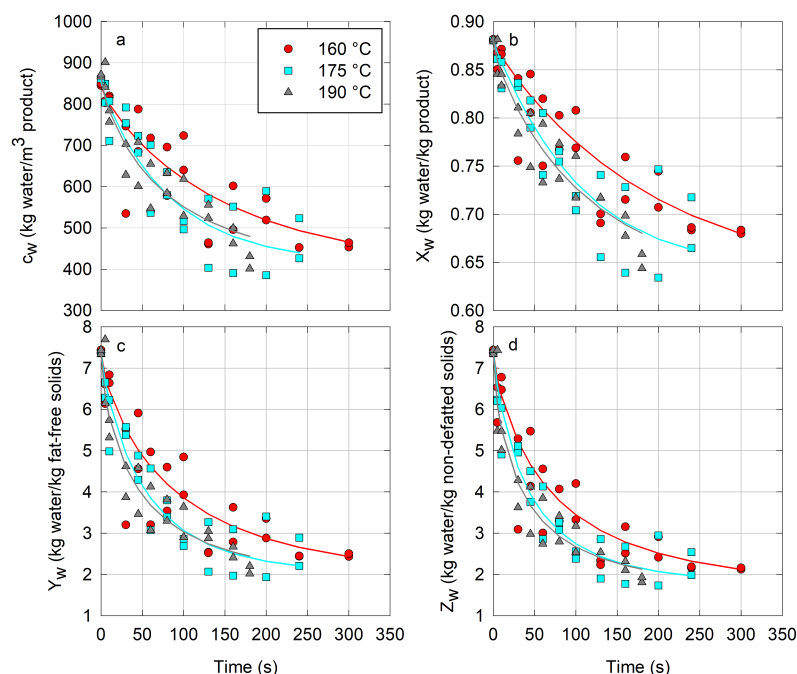 a
1000
900
800
700
600
500
400
300
c_W (kg water/m³ product)
160 °C
175 °C
190 °C
b
0.90
0.85
0.80
0.75
0.70
0.65
0.60
X_W (kg water/kg product)
c
8
7
6
5
4
3
2
1
Y_W (kg water/kg fat-free solids)
0 50 100 150 200 250 300 350
Time (s)
d
8
7
6
5
4
3
2
1
Z_W (kg water/kg non-defatted solids)
0 50 100 150 200 250 300 350
Time (s)